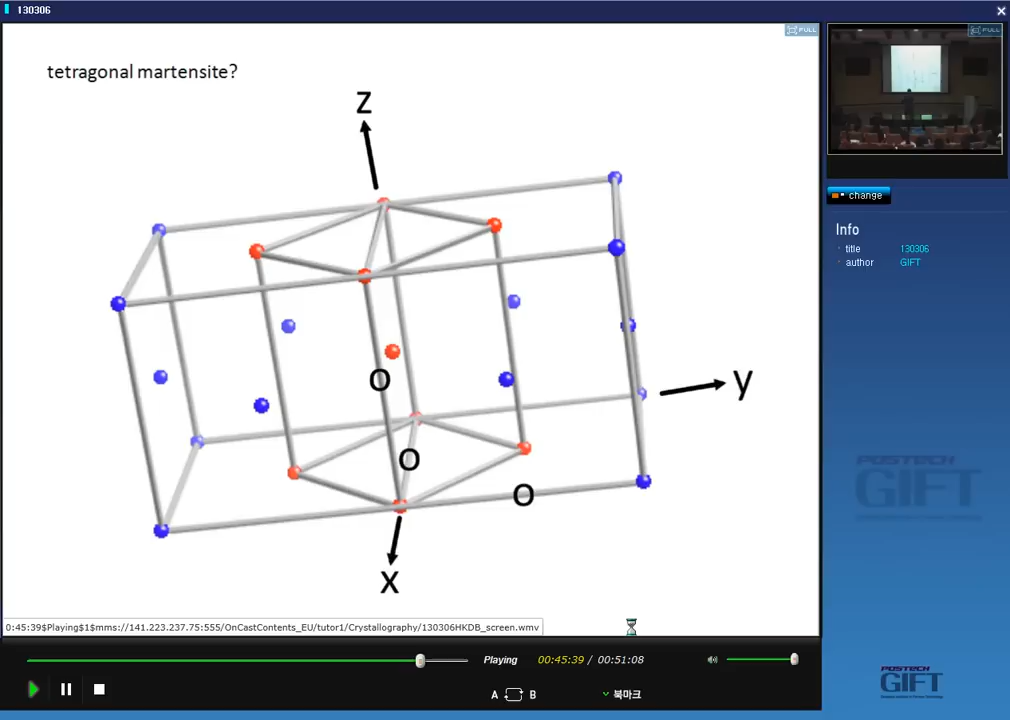 130306
FULL
FULL
tetragonal martensite?
z
y
x
O
O
O
change
Info
title 130306
author GIFT
POSTECH
GIFT
0:45:39$Playing$1$mms://141.223.237.75:555/OnCastContents_EU/tutor1/Crystallography/130306HKDB_screen.wmv
Playing 00:45:39 / 00:51:08
A B
북마크
POSTECH
GIFT